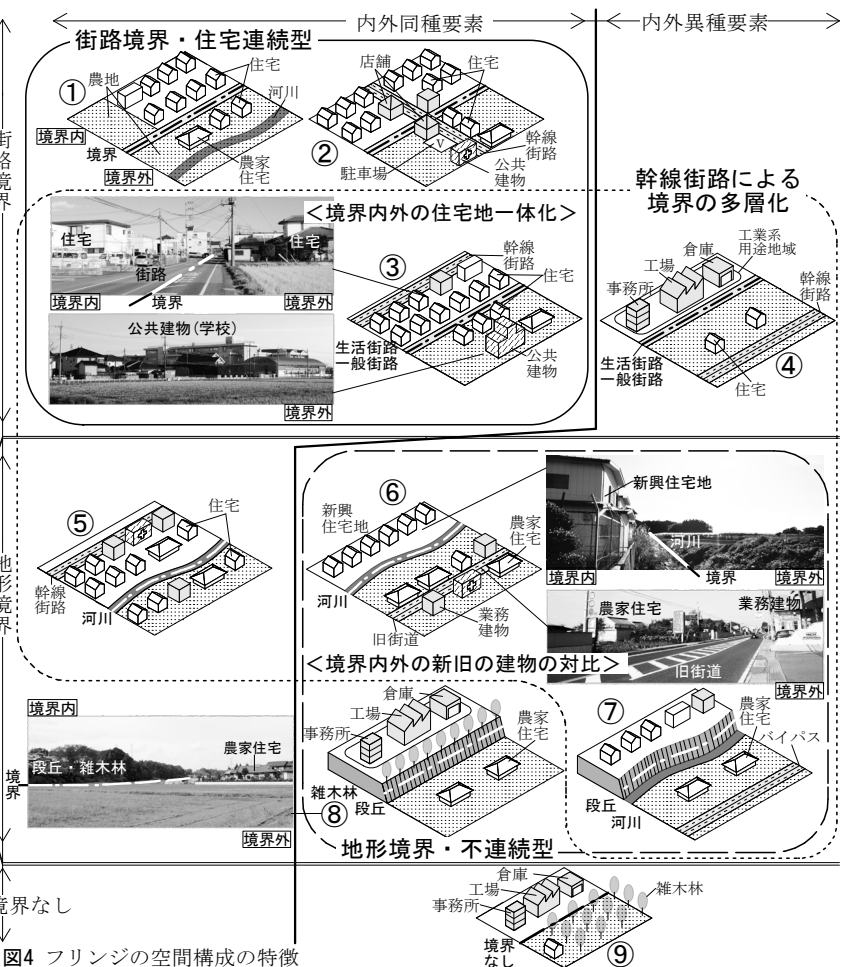 内外同種要素
内外異種要素
街路境界
街路境界・住宅連続型
①
農地
住宅
河川
境界内
境界
境界外
農家
住宅
②
店舗
住宅
駐車場
V
公共
建物
幹線
街路
幹線街路による
境界の多層化
<境界内外の住宅地一体化>
住宅
街路
住宅
境界内
境界
境界外
公共建物(学校)
境界外
③
幹線
街路
住宅
生活街路
一般街路
公共
建物
④
倉庫
工場
事務所
工業系
用途地域
幹線
街路
生活街路
一般街路
住宅
地形境界
⑤
住宅
幹線
街路
河川
⑥
新興
住宅地
農家
住宅
河川
旧街道
業務
建物
<境界内外の新旧の建物の対比>
新興住宅地
河川
境界内
境界
境界外
農家住宅
業務建物
旧街道
境界外
境界内
段丘・雑木林
農家住宅
境界
境界外
⑧
倉庫
工場
事務所
農家
住宅
雑木林
段丘
⑦
農家
住宅
バイパス
段丘
河川
地形境界・不連続型
境界なし
倉庫
工場
事務所
雑木林
境界
なし
⑨
図4 フリンジの空間構成の特徴